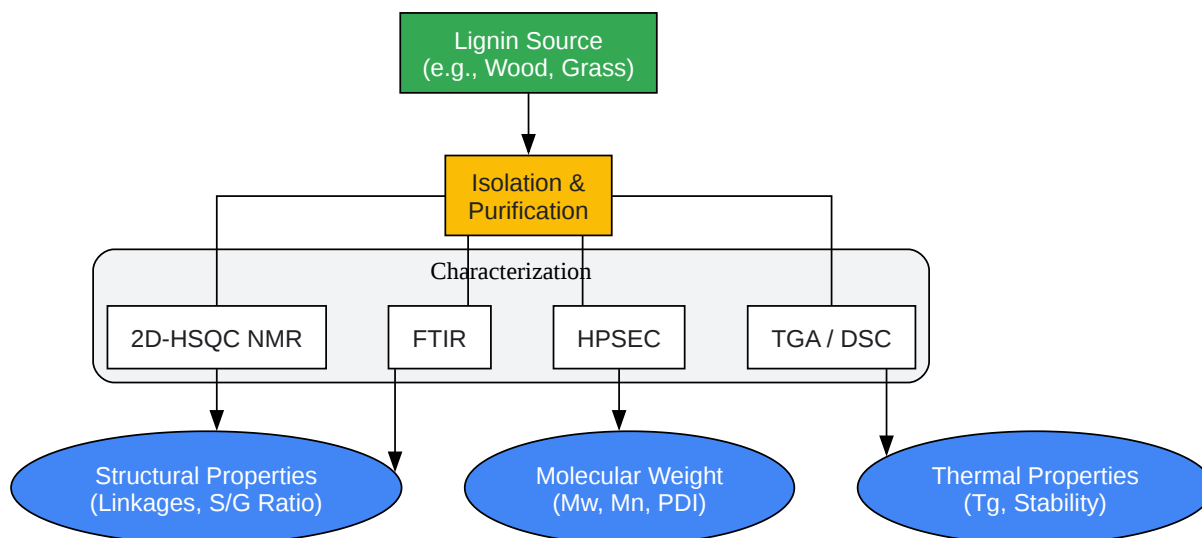 Lignin Source
(e.g., Wood, Grass)
Isolation &
Purification
Characterization
2D-HSQC NMR
FTIR
HPSEC
TGA / DSC
Structural Properties
(Linkages, S/G Ratio)
Molecular Weight
(Mw, Mn, PDI)
Thermal Properties
(Tg, Stability)